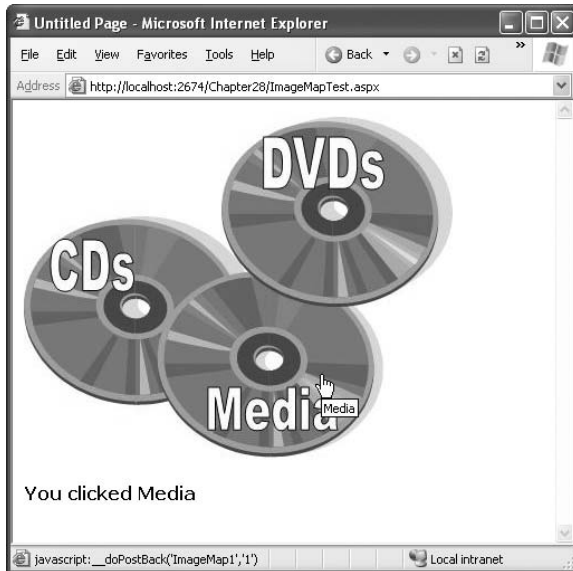 Untitled Page - Microsoft Internet Explorer
File Edit View Favorites Tools Help Back »
Address http://localhost:2674/Chapter28/ImageMapTest.aspx
DVDs
CDs
Media
Media
You clicked Media
javascript:__doPostBack('ImageMap1','1') Local intranet